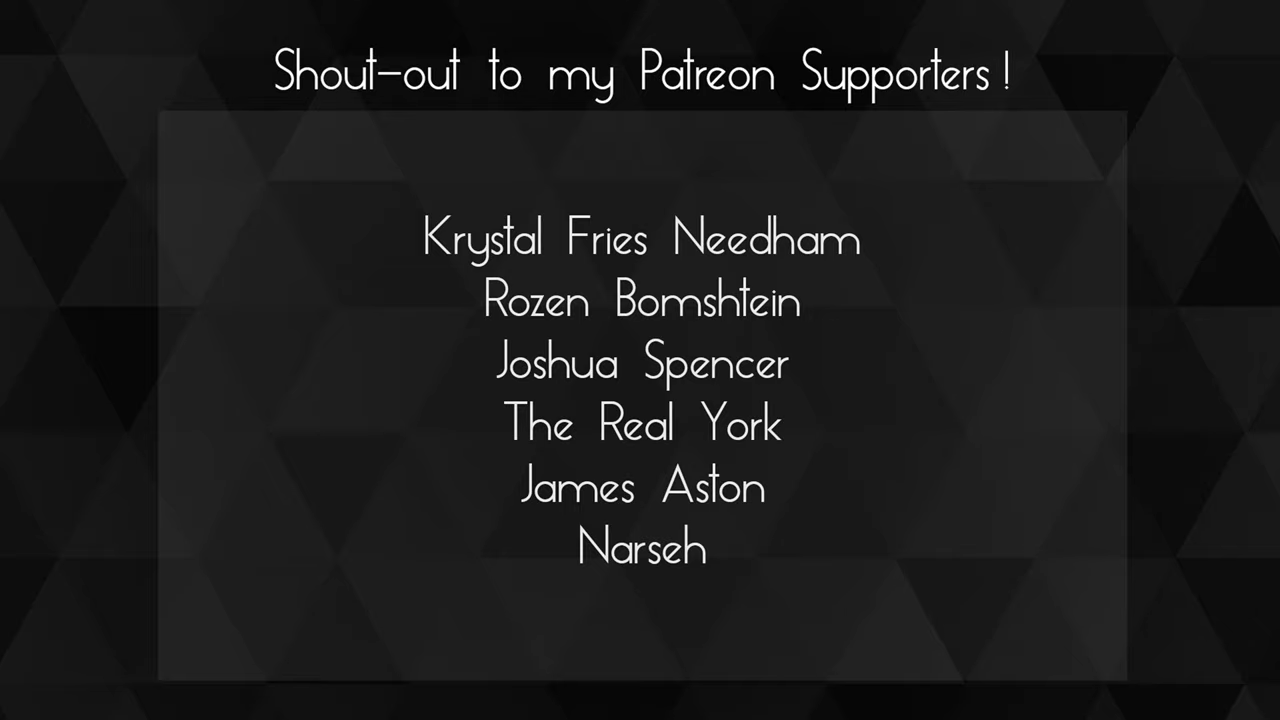 Shout-out to my Patreon Supporters!
Krystal Fries Needham
Rozen Bomshtein
Joshua Spencer
The Real York
James Aston
Narseh